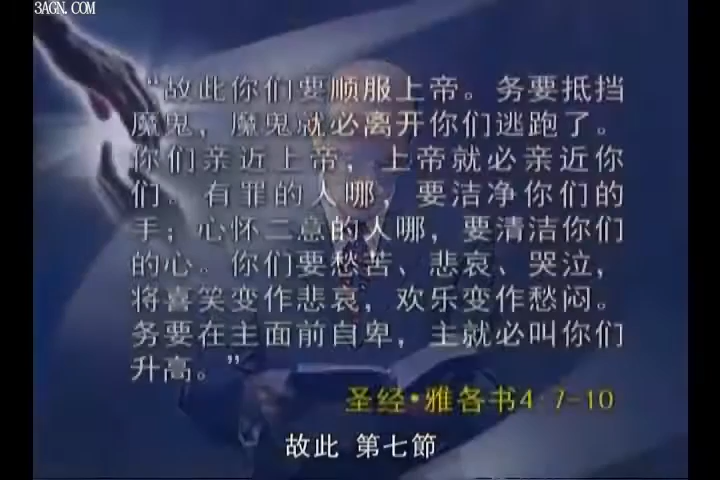 3AGN.COM
“故此你们要顺服上帝。务要抵挡
魔鬼，魔鬼就必离开你们逃跑了。
你们亲近上帝，上帝就必亲近你
们。有罪的人哪，要洁净你们的
手；心怀二意的人哪，要清洁你们
的心。你们要愁苦、悲哀、哭泣，
将喜笑变作悲哀，欢乐变作愁闷。
务要在主面前自卑，主就必叫你们
升高。”
圣经•雅各书4·7-10
故此 第七節